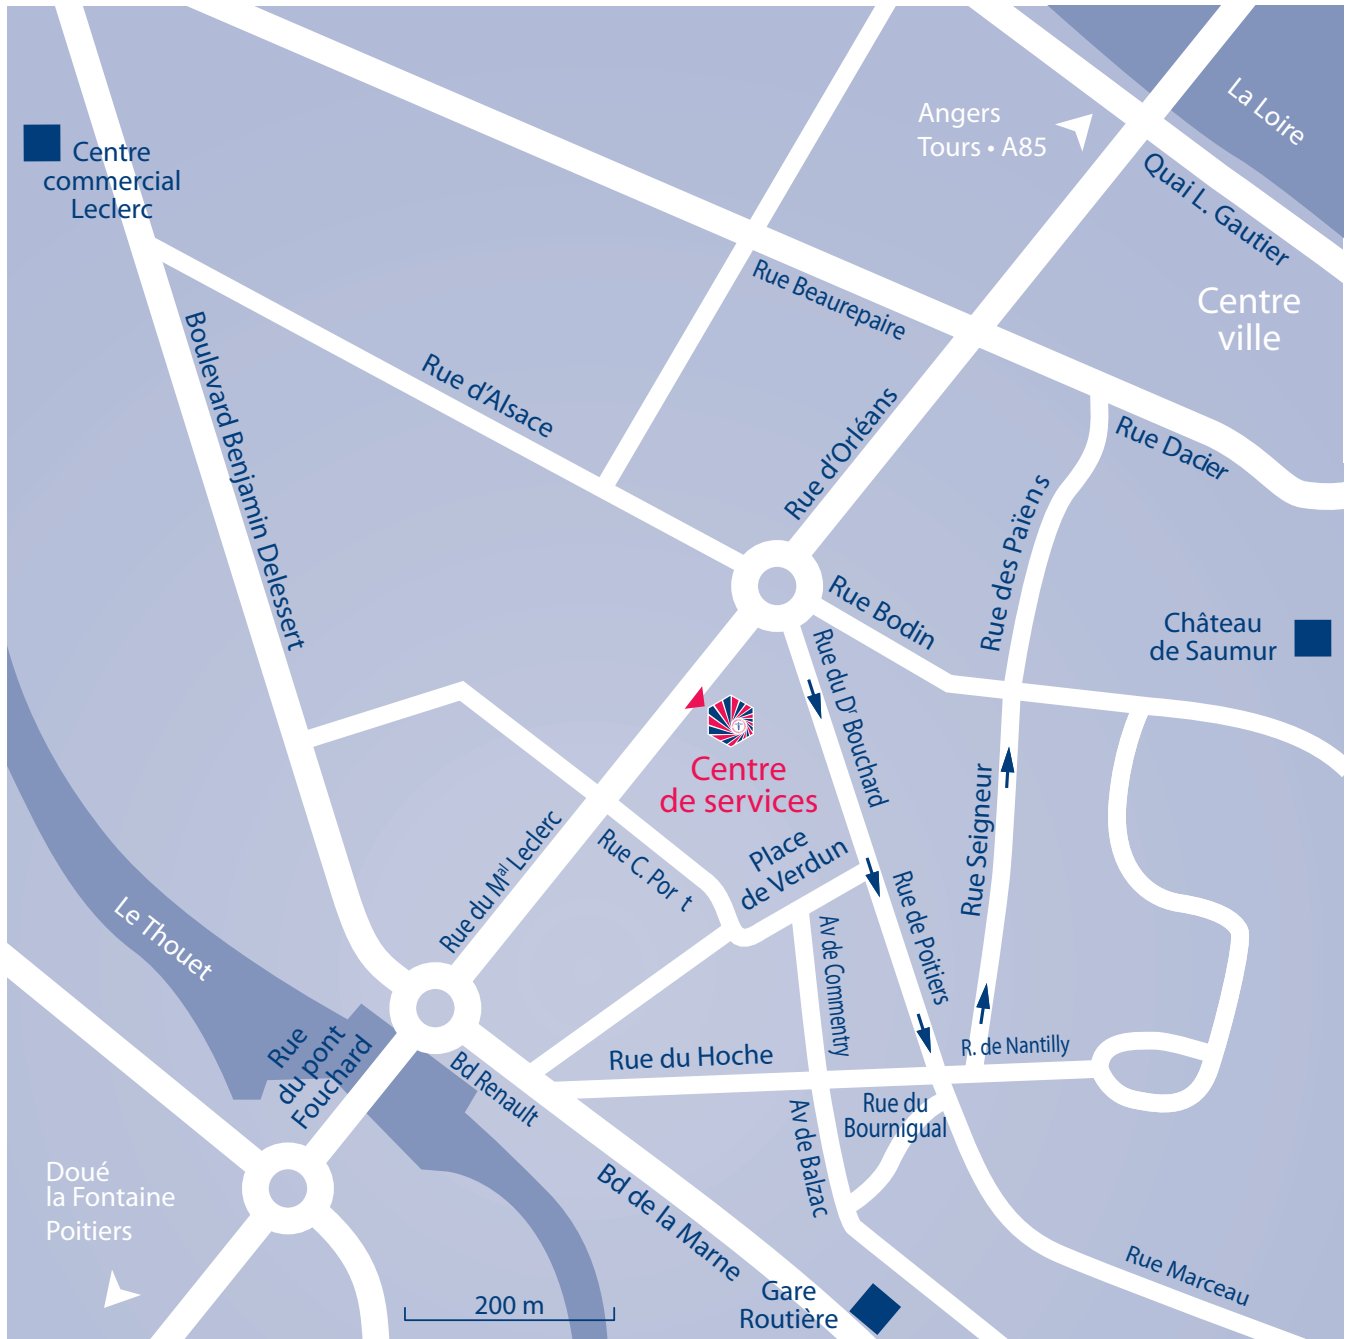 La Loire
Angers
Tours • A85
Quai L. Gautier
Centre
commercial
Leclerc
Rue Beaurepaire
Centre
ville
Boulevard Benjamin Delessert
Rue d'Alsace
Rue d'Orléans
Rue Dacier
Rue des Païens
Rue Bodin
Château
de Saumur
Rue du Dr Bouchard
Centre
de services
Rue Seigneur
Rue du Mal Leclerc
Rue C. Por t
Place
de Verdun
Rue de Poitiers
Le Thouet
Av de Commentry
Rue
du pont
Fouchard
Rue du Hoche
R. de Nantilly
Bd Renault
Rue du
Bournigual
Av de Balzac
Doué
la Fontaine
Poitiers
Bd de la Marne
Rue Marceau
Gare
Routière
200 m